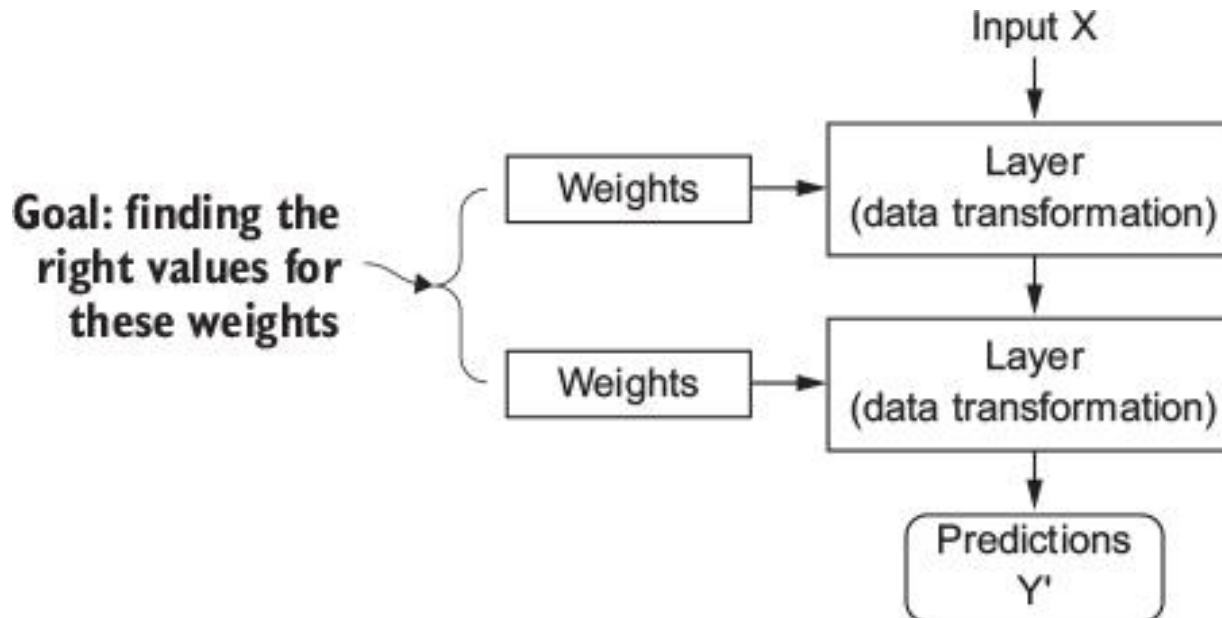 Input X
Weights
Layer
(data transformation)
Goal: finding the
right values for
these weights
Weights
Layer
(data transformation)
Predictions
Y'